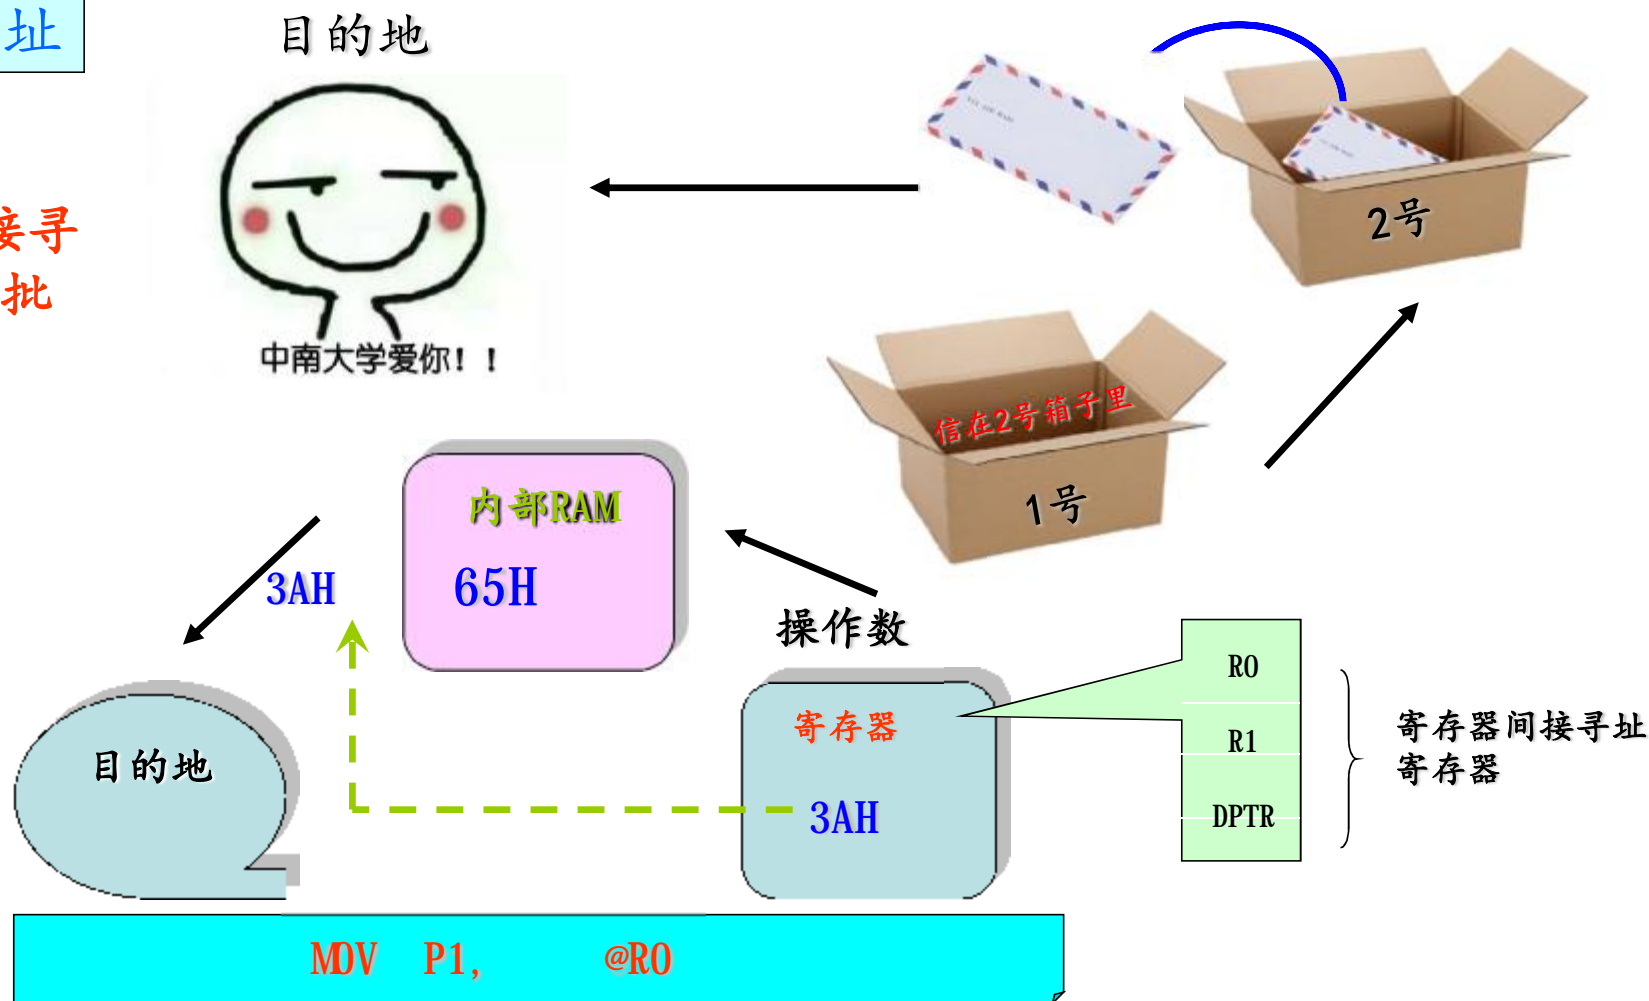 址
目的地
接寻
批
2号
中南大学爱你！！
信在2号箱子里
1号
内部RAM
65H
3AH
操作数
R0
寄存器
R1
寄存器间接寻址
寄存器
目的地
3AH
DPTR
MOV P1, @R0